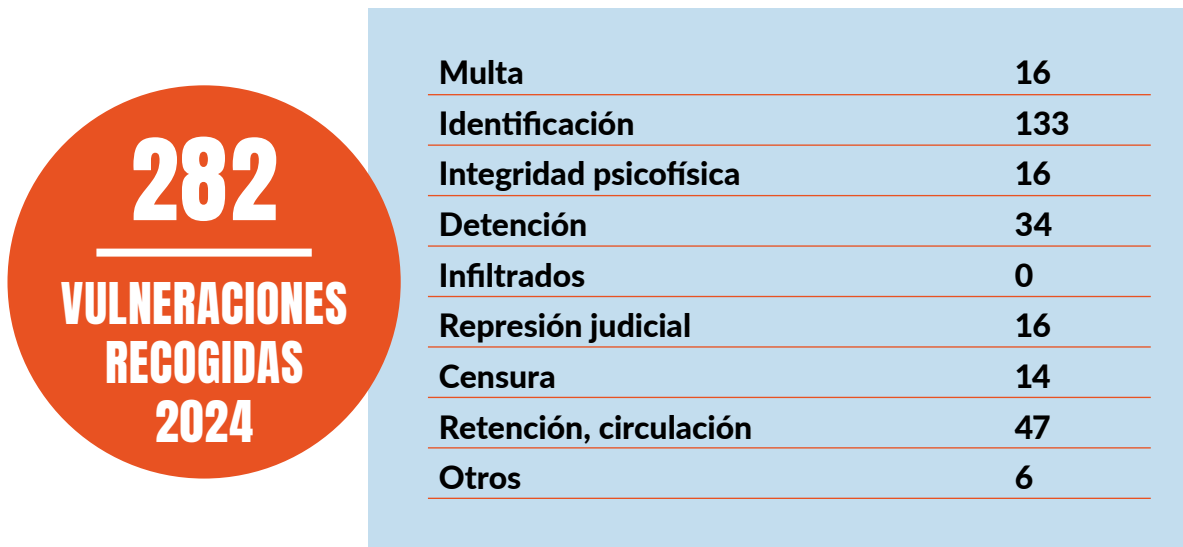 282
VULNERACIONES
RECOGIDAS
2024
Multa 16
Identificación 133
Integridad psicofísica 16
Detención 34
Infiltrados 0
Represión judicial 16
Censura 14
Retención, circulación 47
Otros 6